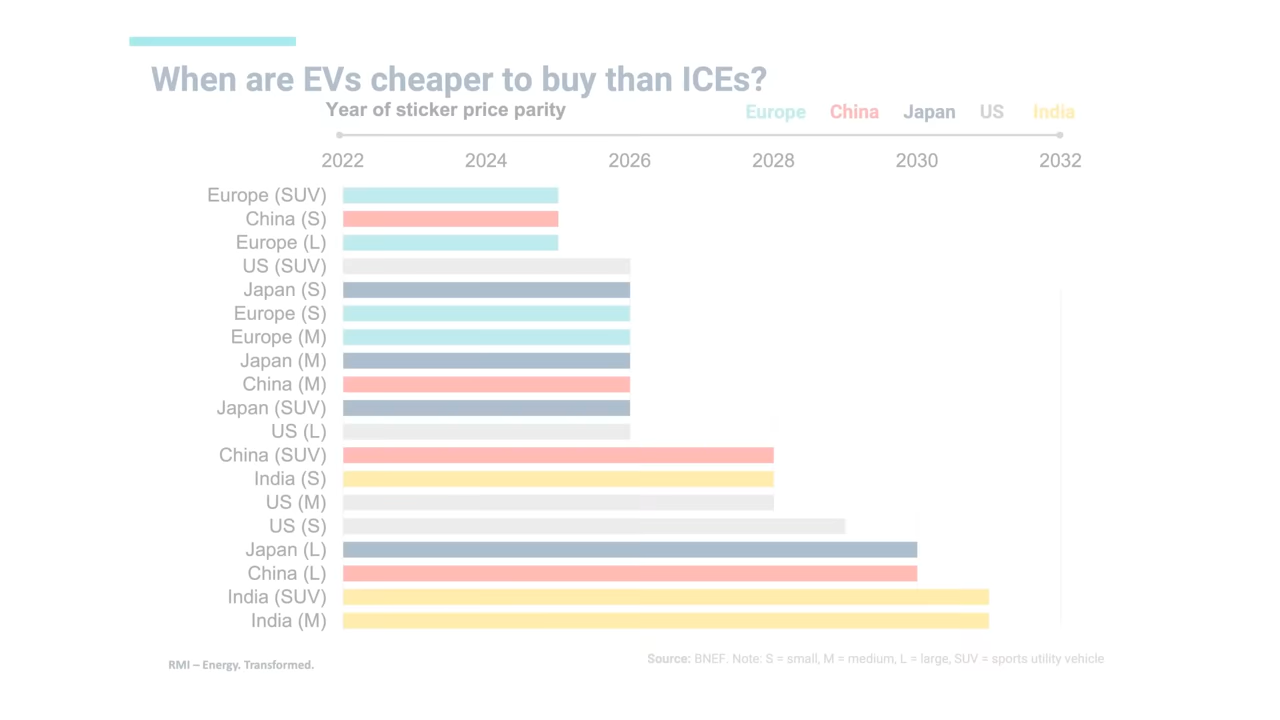 When are EVs cheaper to buy than ICEs?
Year of sticker price parity
Europe China Japan US India
2022 2024 2026 2028 2030 2032
Europe (SUV)
China (S)
Europe (L)
US (SUV)
Japan (S)
Europe (S)
Europe (M)
Japan (M)
China (M)
Japan (SUV)
US (L)
China (SUV)
India (S)
US (M)
US (S)
Japan (L)
China (L)
India (SUV)
India (M)
RMI – Energy. Transformed.
Source: BNEF. Note: S = small, M = medium, L = large, SUV = sports utility vehicle